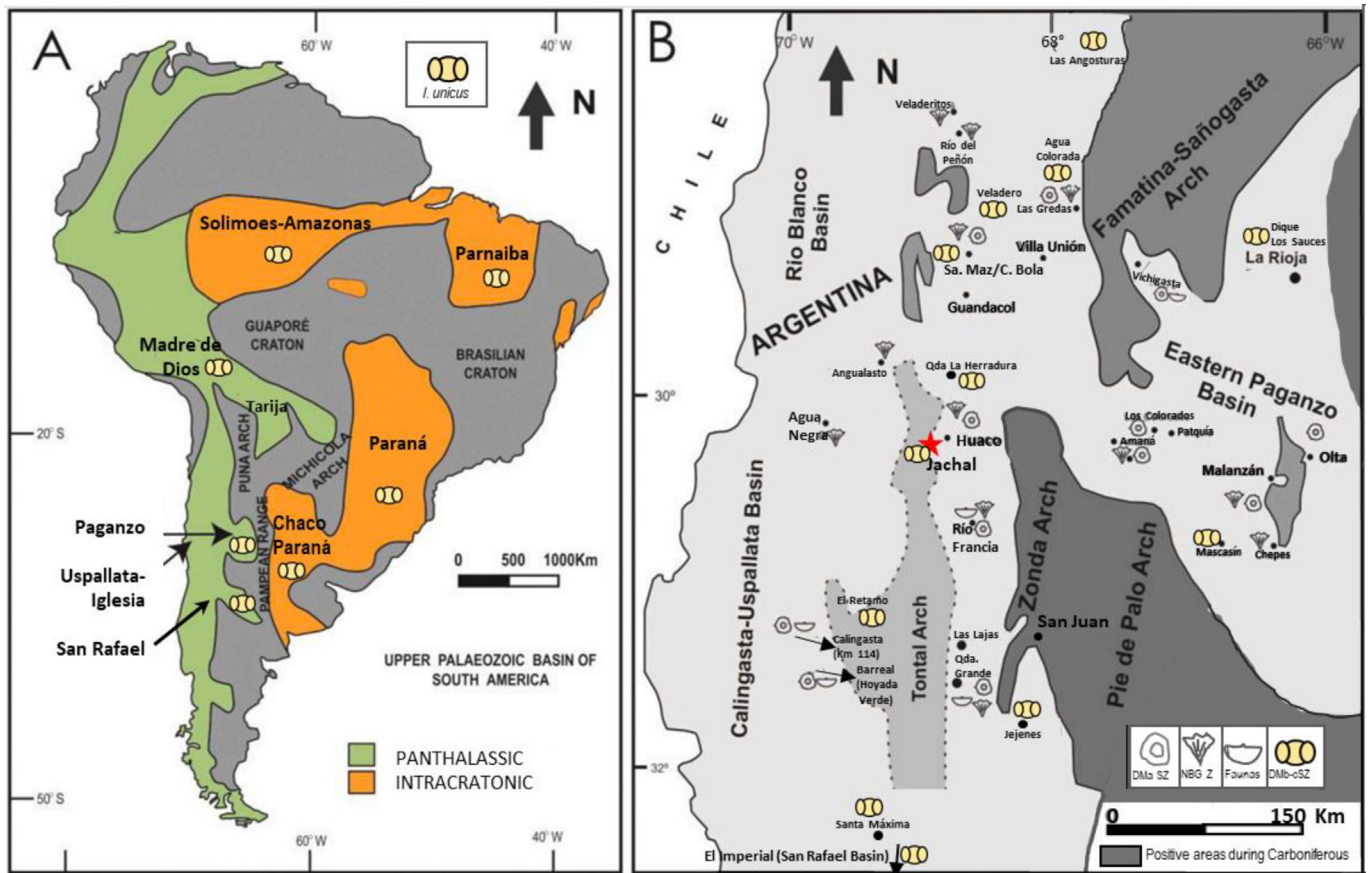 A
60° W
40° W
I. unicus
N
Solimoes-Amazonas
Parnaiba
GUAPORÉ
CRATON
BRASILIAN
CRATON
Madre de
Dios
Tarija
20°S
PUNA ARCH
MICHICOLA
ARCH
Paraná
PAMPEAN RANGE
Chaco
Paraná
Paganzo
Uspallata-
Iglesia
San Rafael
0 500 1000Km
UPPER PALAEOZOIC BASIN OF
SOUTH AMERICA
PANTHALASSIC
INTRACRATONIC
50°S
60° W
40° W
B
70° W
68°
66°
N
CHILE
ARGENTINA
Las Angosturas
Veladeritos
Río del
Peñón
Agua
Colorada
Veladero
Las Gredas
Río Blanco
Basin
Famatina-Sañogasta
Arch
Sa. Maz/C. Bola
Villa Unión
Guandacol
Dique
Los Sauces
La Rioja
Vichigasta
Angualasto
Qda La Herradura
30°
Eastern Paganzo
Basin
Agua
Negra
Huaco
Jachal
Los Colorados
Amaná
Patquía
Malanzán
Olta
Río
Francia
Mascasín
Chepes
Calingasta-Uspallata Basin
Tontal Arch
Zonda Arch
Pie de Palo Arch
El Retamo
Calingasta
(km 114)
Barreal
(Hoyada
Verde)
Las Lajas
Qda.
Grande
San Juan
Jejenes
32°
Santa Máxima
El Imperial (San Rafael Basin)
DMa SZ
NBG Z
Faunas
DMb-cSZ
0 150 Km
Positive areas during Carboniferous